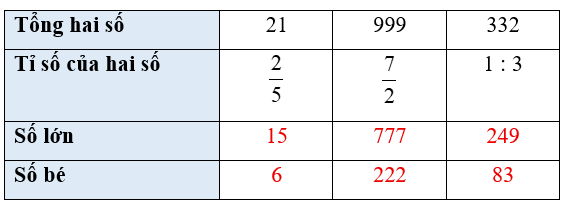 Tổng hai số 21 999 332
Tỉ số của hai số 2/5 7/2 1 : 3
Số lớn 15 777 249
Số bé 6 222 83